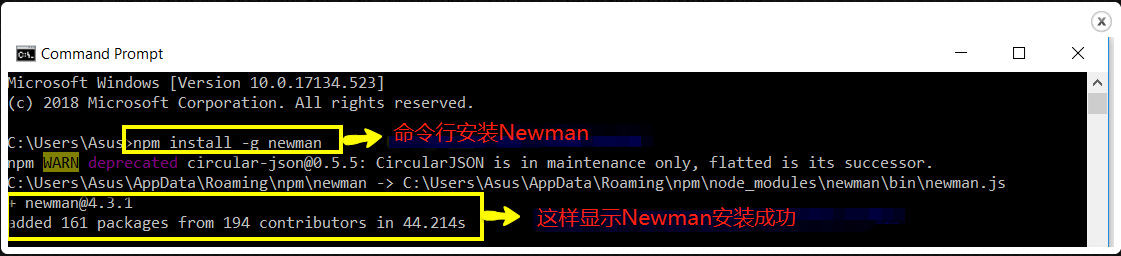 Command Prompt
Microsoft Windows [Version 10.0.17134.523]
(c) 2018 Microsoft Corporation. All rights reserved.
C:\Users\Asus>npm install -g newman
命令行安装Newman
npm WARN deprecated circular-json@0.5.5: CircularJSON is in maintenance only, flatted is its successor.
C:\Users\Asus\AppData\Roaming\npm\newman -> C:\Users\Asus\AppData\Roaming\npm\node_modules\newman\bin\newman.js
+ newman@4.3.1
added 161 packages from 194 contributors in 44.214s
这样显示Newman安装成功